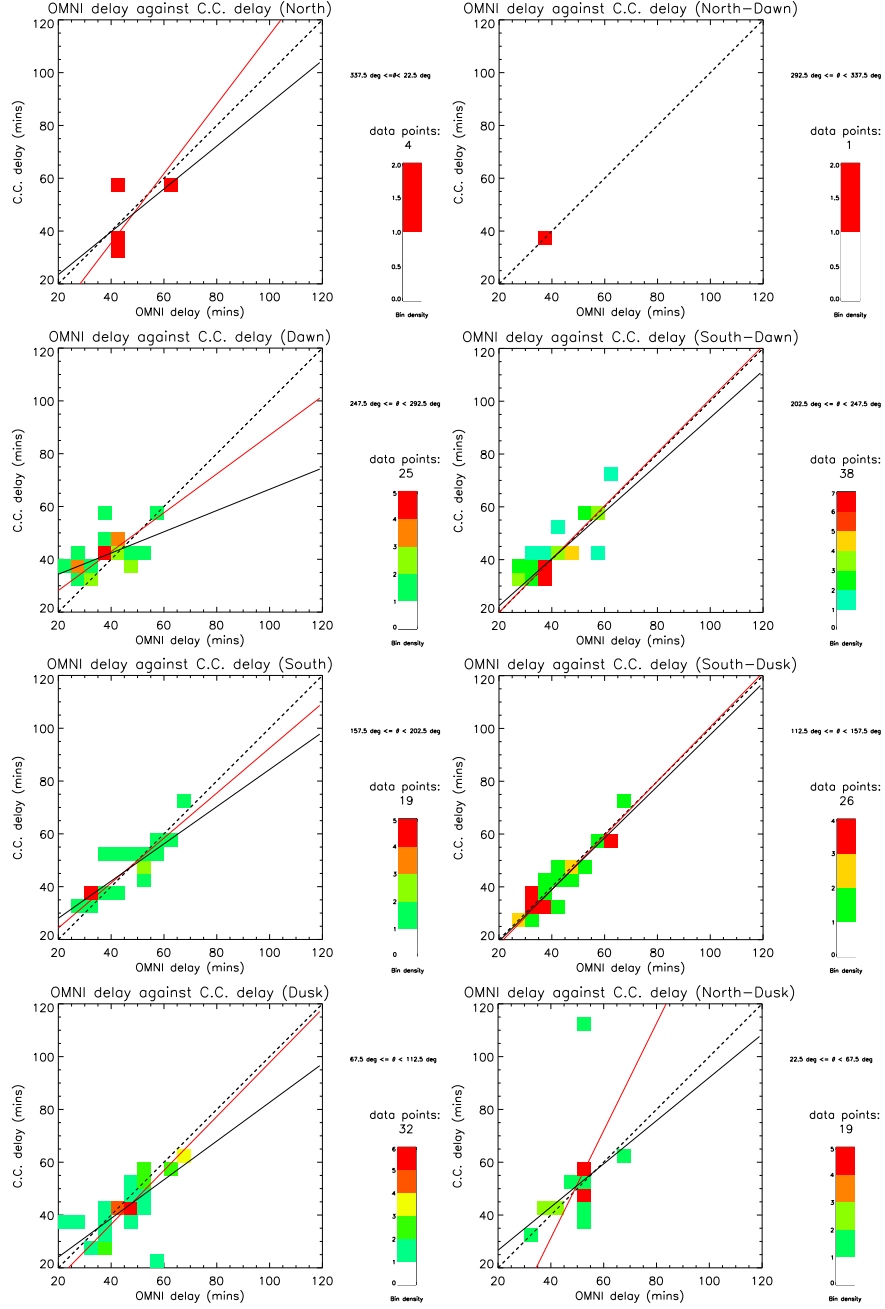 OMNI delay against C.C. delay (North)
C.C. delay (mins)
120
100
80
60
40
20
20 40 60 80 100 120
OMNI delay (mins)
337.5 deg <=θ< 22.5 deg
data points:
4
2.0
1.5
1.0
0.5
0
Bin density
OMNI delay against C.C. delay (North-Dawn)
C.C. delay (mins)
120
100
80
60
40
20
20 40 60 80 100 120
OMNI delay (mins)
292.5 deg <= θ < 337.5 deg
data points:
1
2.0
1.5
1.0
0.5
0.0
Bin density
OMNI delay against C.C. delay (Dawn)
C.C. delay (mins)
120
100
80
60
40
20
20 40 60 80 100 120
OMNI delay (mins)
247.5 deg <= θ < 292.5 deg
data points:
25
5
4
3
2
1
0
Bin density
OMNI delay against C.C. delay (South-Dawn)
C.C. delay (mins)
120
100
80
60
40
20
20 40 60 80 100 120
OMNI delay (mins)
202.5 deg <= θ < 247.5 deg
data points:
38
7
6
5
4
3
2
1
0
Bin density
OMNI delay against C.C. delay (South)
C.C. delay (mins)
120
100
80
60
40
20
20 40 60 80 100 120
OMNI delay (mins)
157.5 deg <= θ < 202.5 deg
data points:
19
5
4
3
2
1
0
Bin density
OMNI delay against C.C. delay (South-Dusk)
C.C. delay (mins)
120
100
80
60
40
20
20 40 60 80 100 120
OMNI delay (mins)
112.5 deg <= θ < 157.5 deg
data points:
26
4
3
2
1
0
Bin density
OMNI delay against C.C. delay (Dusk)
C.C. delay (mins)
120
100
80
60
40
20
20 40 60 80 100 120
OMNI delay (mins)
67.5 deg <= θ < 112.5 deg
data points:
32
6
5
4
3
2
1
0
Bin density
OMNI delay against C.C. delay (North-Dusk)
C.C. delay (mins)
120
100
80
60
40
20
20 40 60 80 100 120
OMNI delay (mins)
22.5 deg <= θ < 67.5 deg
data points:
19
5
4
3
2
1
0
Bin density